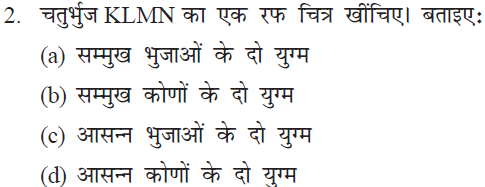 2. चतुर्भुज KLMN का एक रफ चित्र खींचिए। बताइए:
(a) सम्मुख भुजाओं के दो युग्म
(b) सम्मुख कोणों के दो युग्म
(c) आसन्न भुजाओं के दो युग्म
(d) आसन्न कोणों के दो युग्म